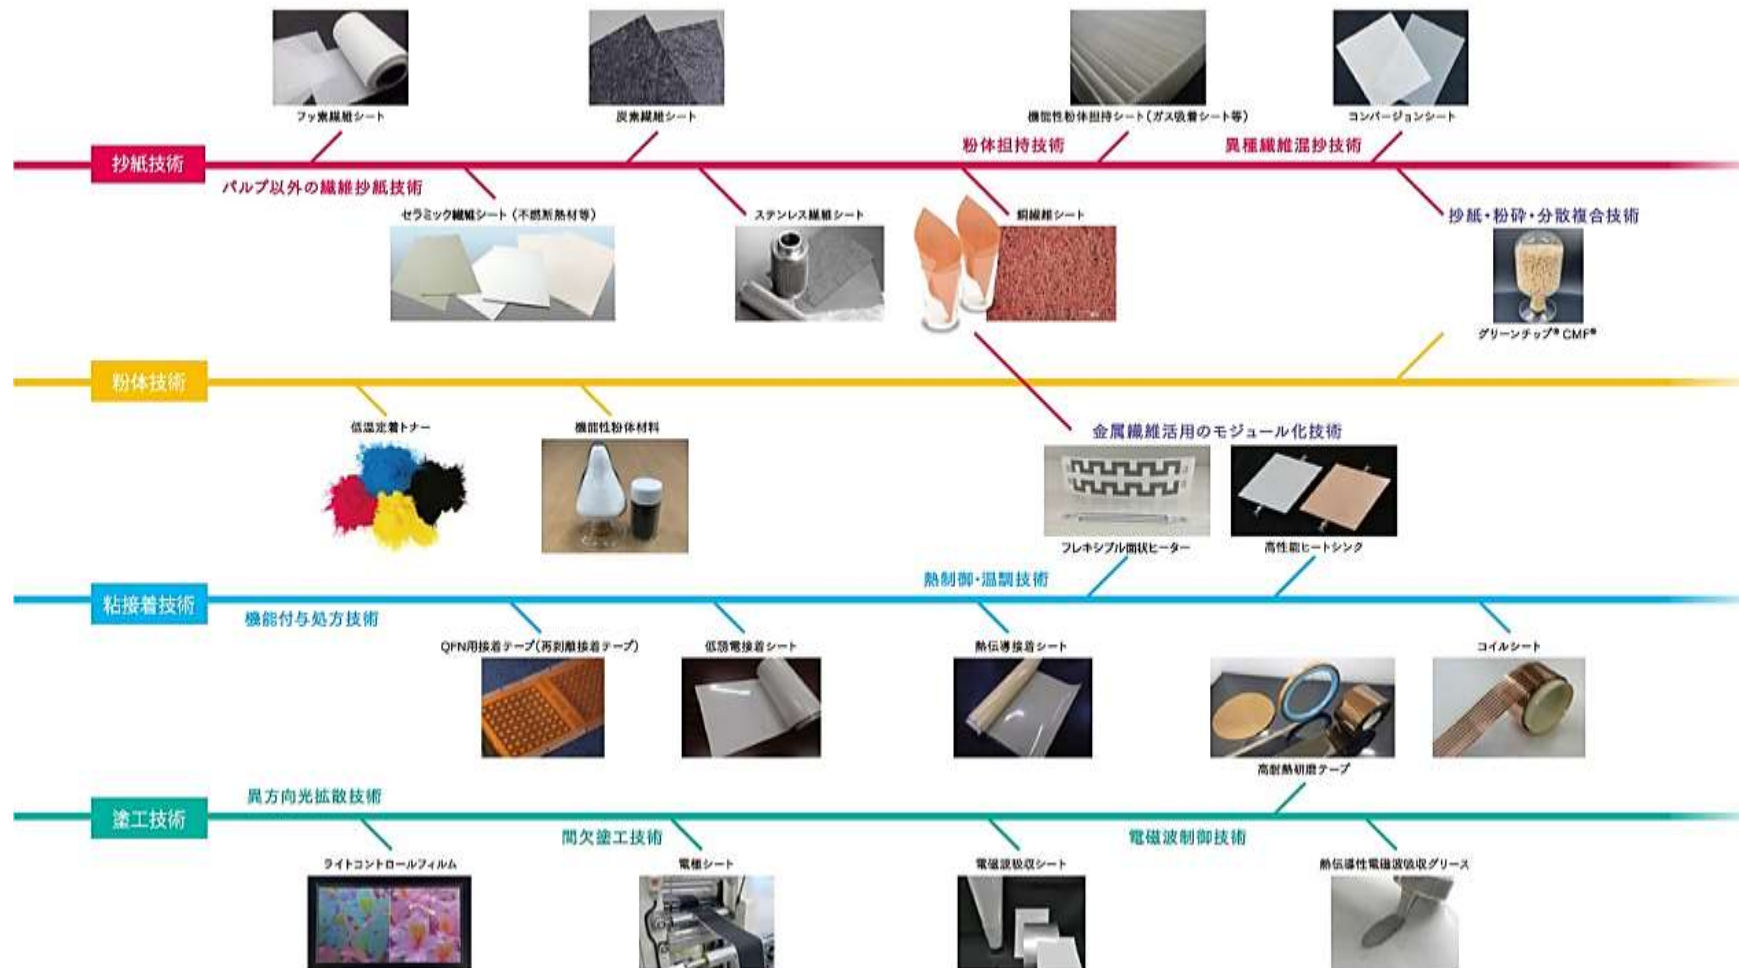 フッ素繊維シート
炭素繊維シート
機能性粉体担持シート(ガス吸着シート等)
コンバージョンシート
抄紙技術
粉体担持技術
異種繊維混抄技術
パルプ以外の繊維抄紙技術
セラミック繊維シート(不燃断熱材等)
ステンレス繊維シート
銅繊維シート
抄紙・粉砕・分散複合技術
グリーンチップ® CMF®
粉体技術
低温定着トナー
機能性粉体材料
金属繊維活用のモジュール化技術
フレキシブル面状ヒーター
高性能ヒートシンク
熱制御・温調技術
粘接着技術
機能付与処方技術
QFN用接着テープ(再剥離接着テープ)
低誘電接着シート
熱伝導接着シート
コイルシート
高耐熱研磨テープ
異方向光拡散技術
塗工技術
間欠塗工技術
電磁波制御技術
ライトコントロールフィルム
電極シート
電磁波吸収シート
熱伝導性電磁波吸収グリース